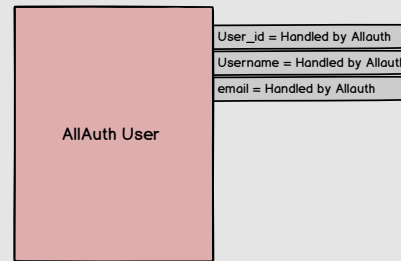 User_id = Handled by Allauth
Username = Handled by Allauth
email = Handled by Allauth
AllAuth User